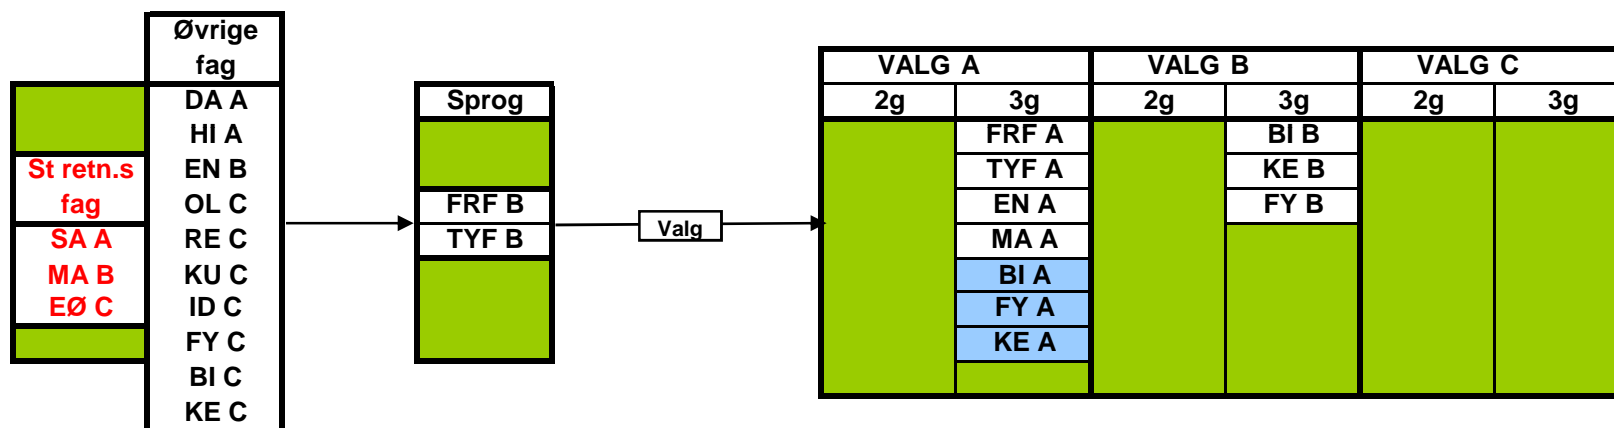 St retn.s
fag
SA A
MA B
EØ C
Øvrige
fag
DA A
HI A
EN B
OL C
RE C
KU C
ID C
FY C
BI C
KE C
Sprog
FRF B
TYF B
Valg
VALG A VALG B VALG C
2g 3g 2g 3g 2g 3g
FRF A BI B
TYF A KE B
EN A FY B
MA A
BI A
FY A
KE A